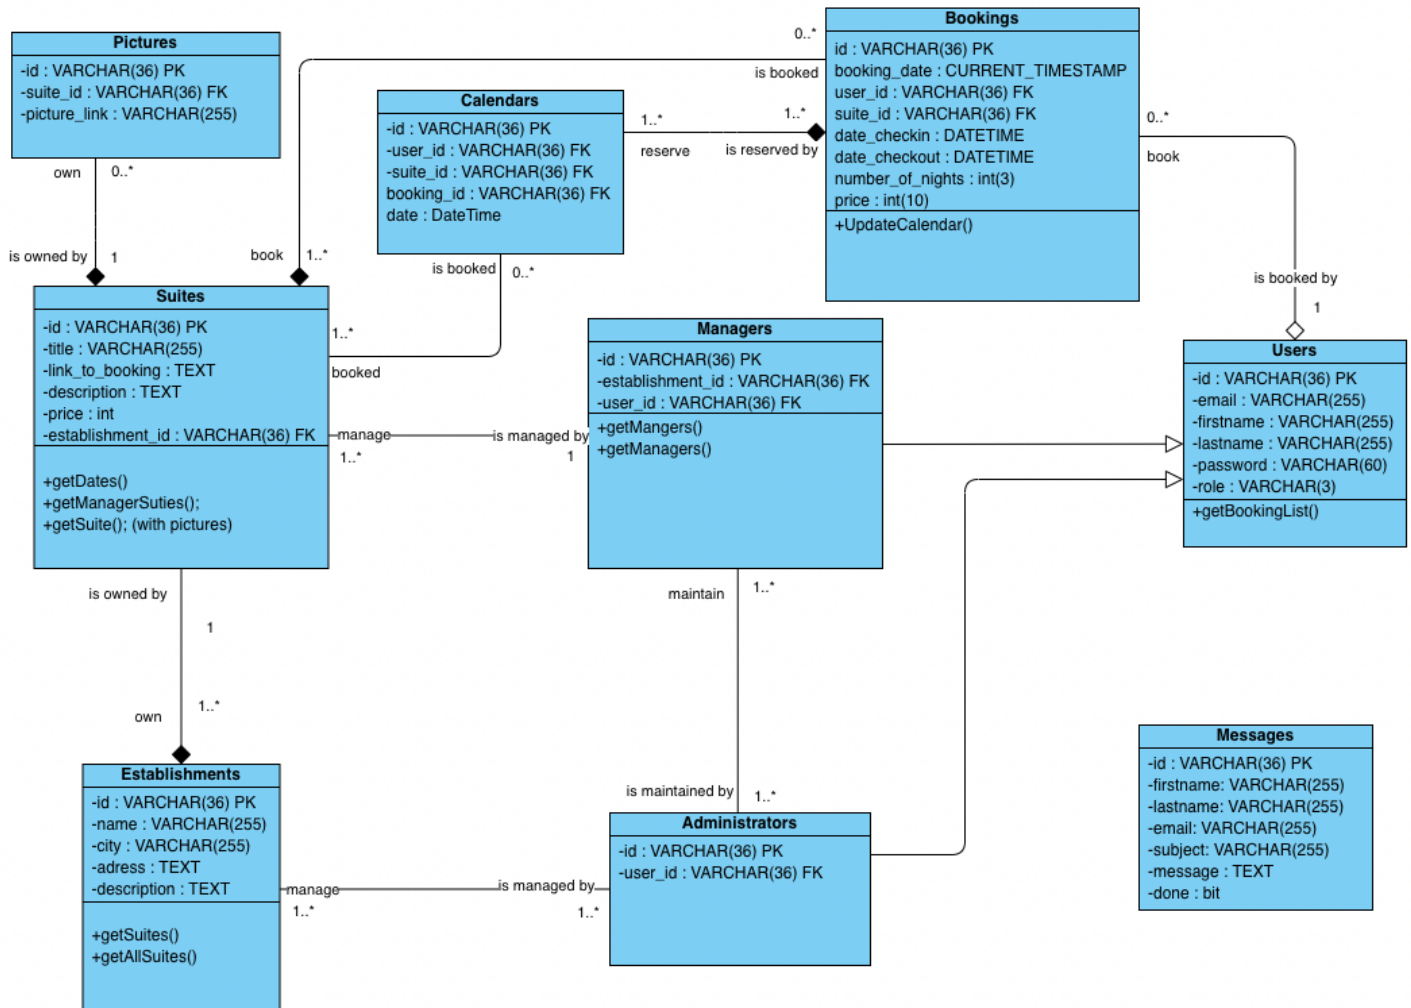 Pictures
-id : VARCHAR(36) PK
-suite_id : VARCHAR(36) FK
-picture_link : VARCHAR(255)
own
0..*
is owned by
1
Calendars
-id : VARCHAR(36) PK
-user_id : VARCHAR(36) FK
-suite_id : VARCHAR(36) FK
booking_id : VARCHAR(36) FK
date : DateTime
0..*
is booked
book
1..*
1..*
reserve
1..*
is reserved by
Bookings
id : VARCHAR(36) PK
booking_date : CURRENT_TIMESTAMP
user_id : VARCHAR(36) FK
suite_id : VARCHAR(36) FK
date_checkin : DATETIME
date_checkout : DATETIME
number_of_nights : int(3)
price : int(10)
+UpdateCalendar()
0..*
book
is booked by
1
is booked
0..*
1..*
booked
Suites
-id : VARCHAR(36) PK
-title : VARCHAR(255)
-link_to_booking : TEXT
-description : TEXT
-price : int
-establishment_id : VARCHAR(36) FK
+getDates()
+getManagerSuties();
+getSuite(); (with pictures)
manage
1..*
is managed by
1
Managers
-id : VARCHAR(36) PK
-establishment_id : VARCHAR(36) FK
-user_id : VARCHAR(36) FK
+getMangers()
+getManagers()
Users
-id : VARCHAR(36) PK
-email : VARCHAR(255)
-firstname : VARCHAR(255)
-lastname : VARCHAR(255)
-password : VARCHAR(60)
-role : VARCHAR(3)
+getBookingList()
is owned by
1
1..*
own
maintain
1..*
is maintained by
1..*
Establishments
-id : VARCHAR(36) PK
-name : VARCHAR(255)
-city : VARCHAR(255)
-adress : TEXT
-description : TEXT
+getSuites()
+getAllSuites()
manage
1..*
is managed by
1..*
Administrators
-id : VARCHAR(36) PK
-user_id : VARCHAR(36) FK
Messages
-id : VARCHAR(36) PK
-firstname: VARCHAR(255)
-lastname: VARCHAR(255)
-email: VARCHAR(255)
-subject: VARCHAR(255)
-message : TEXT
-done : bit